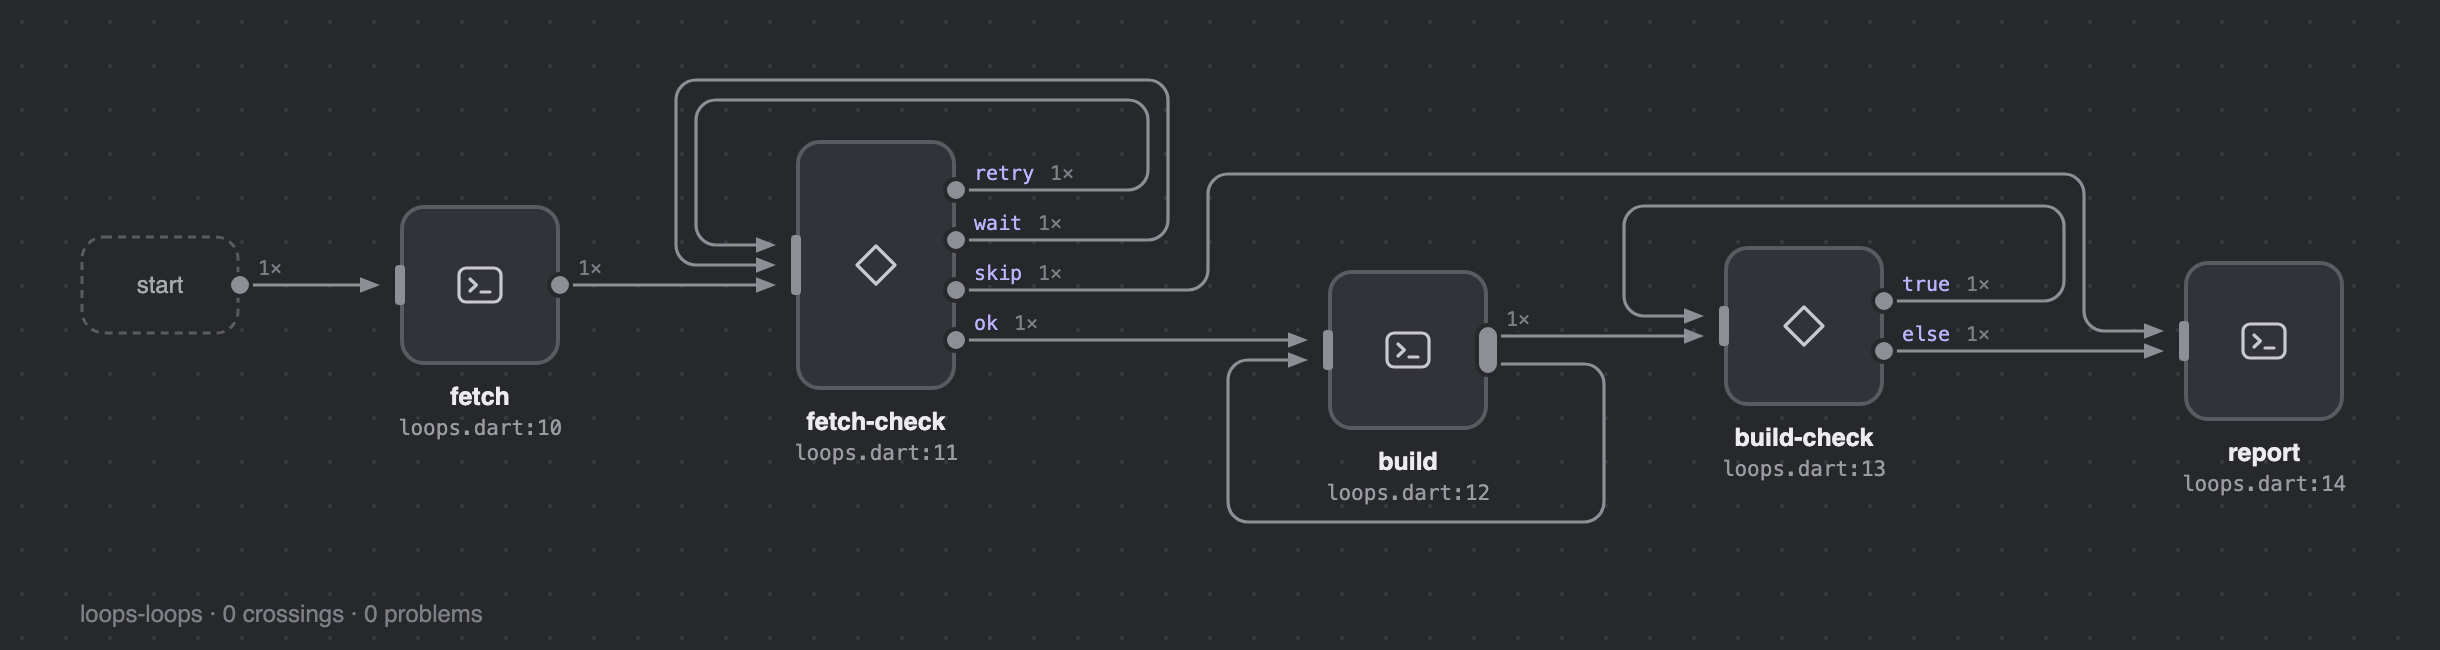 start
1×
fetch
loops.dart:10
1×
fetch-check
loops.dart:11
retry 1×
wait 1×
skip 1×
ok 1×
build
loops.dart:12
1×
build-check
loops.dart:13
true 1×
else 1×
report
loops.dart:14
loops-loops · 0 crossings · 0 problems